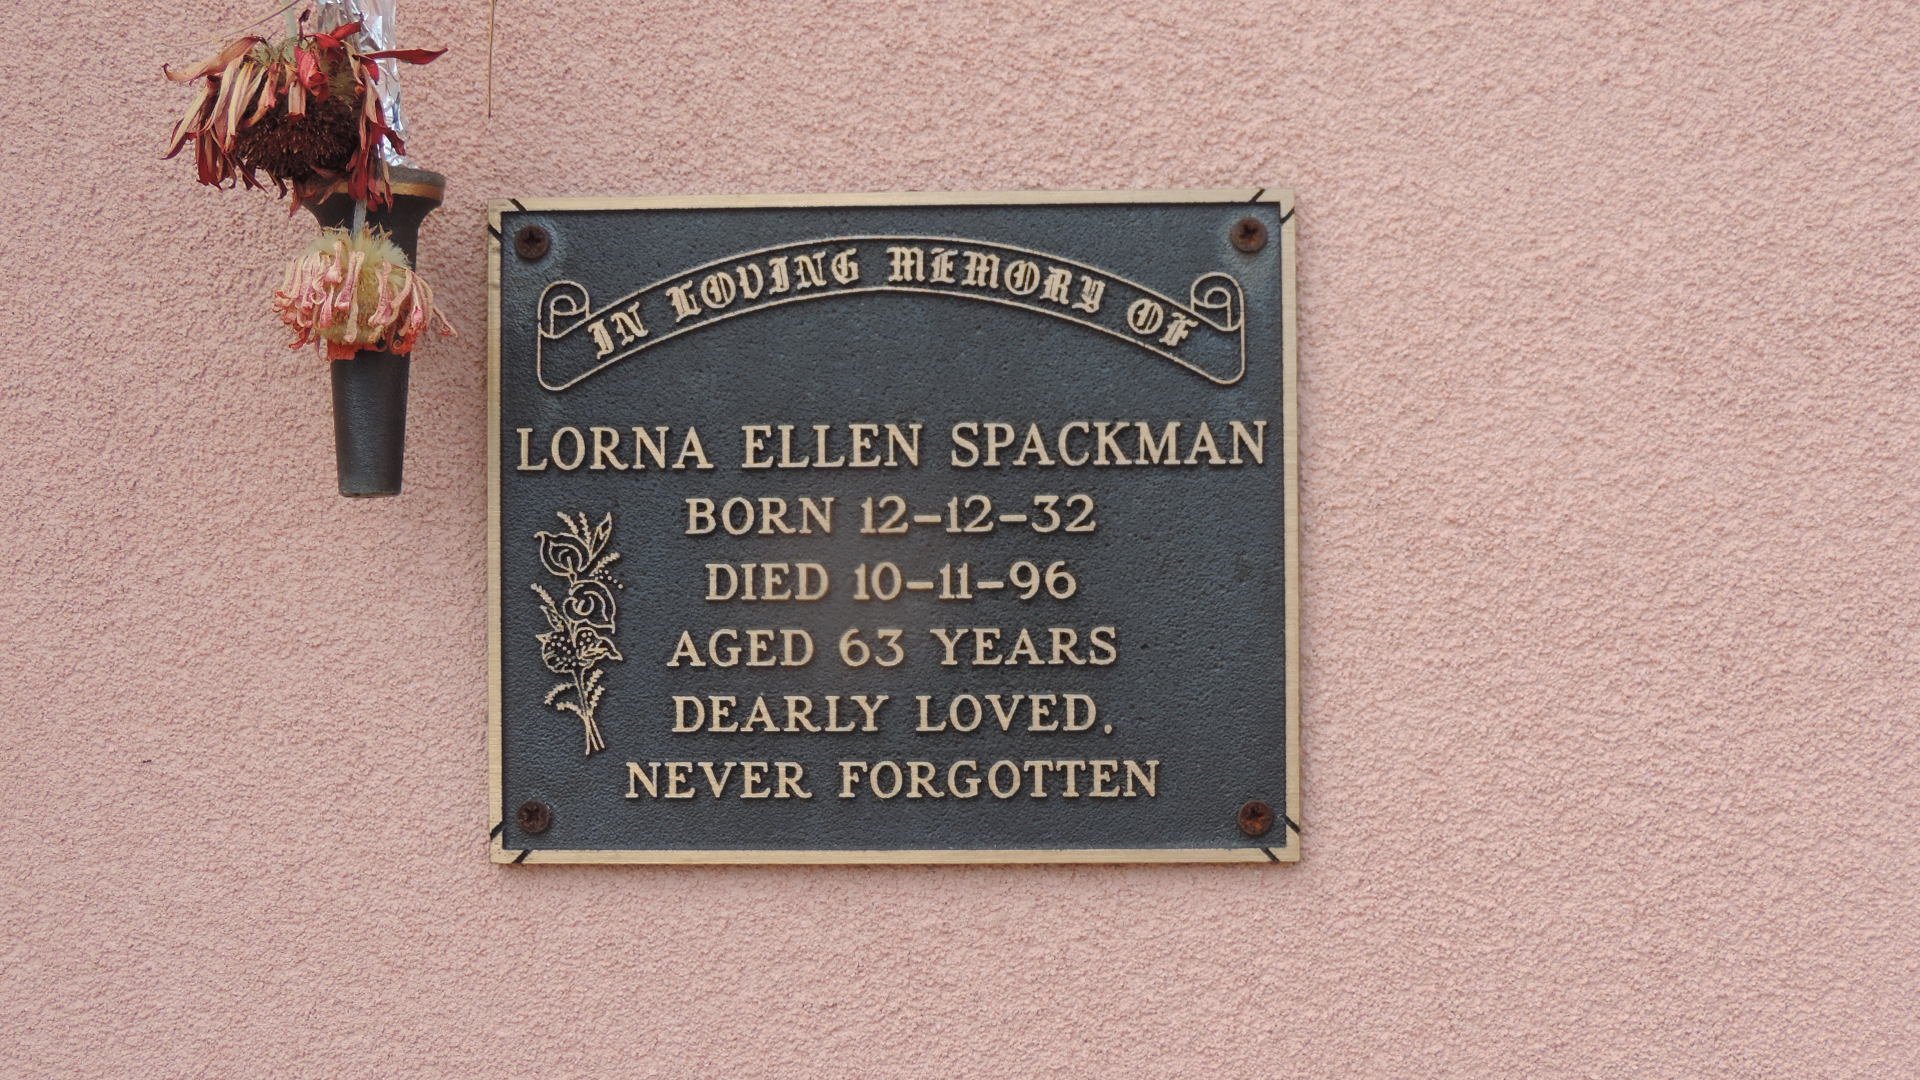 IN LOVING MEMORY OF
LORNA ELLEN SPACKMAN
BORN 12-12-32
DIED 10-11-96
AGED 63 YEARS
DEARLY LOVED.
NEVER FORGOTTEN